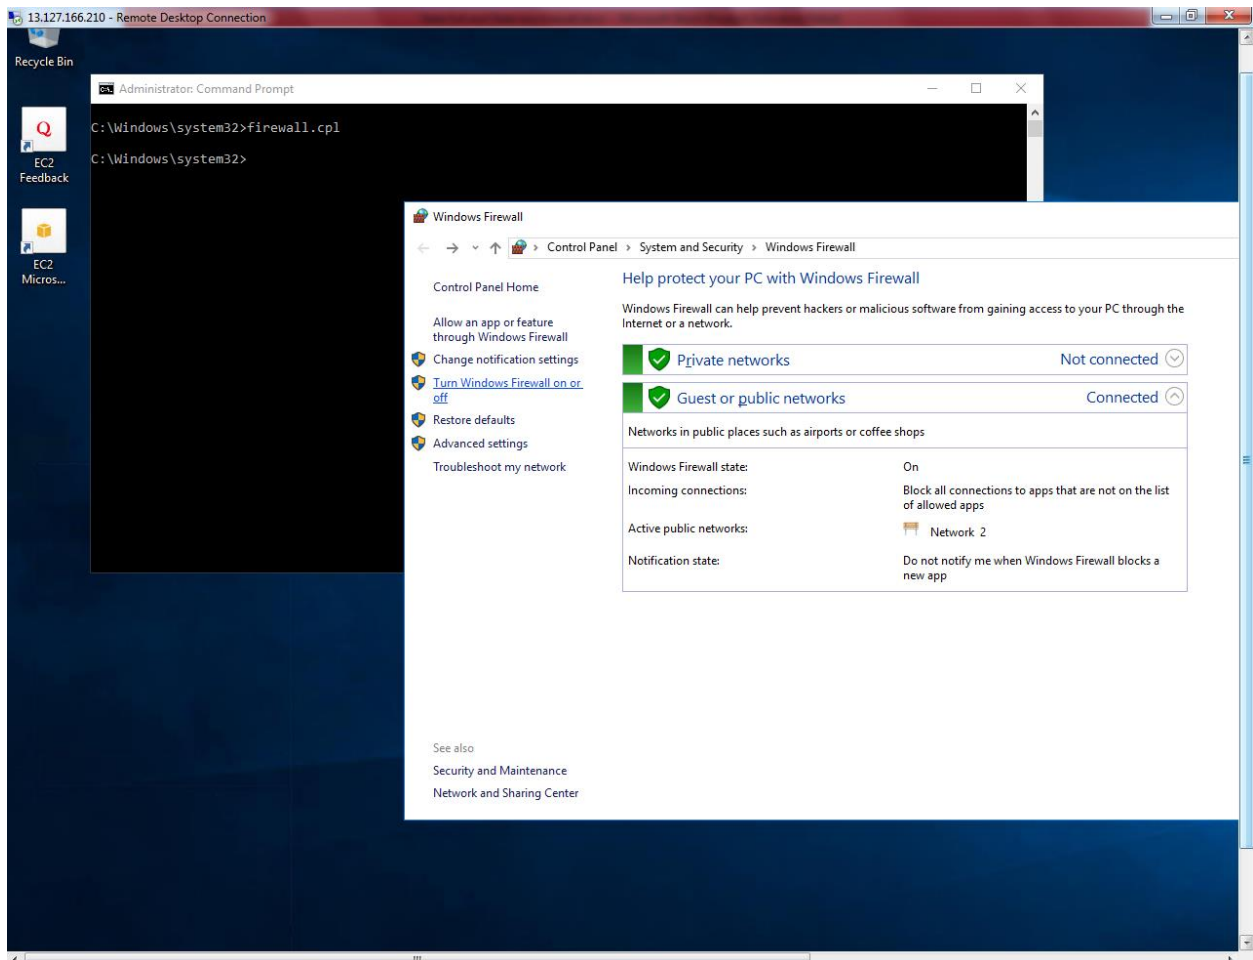 13.127.166.210 - Remote Desktop Connection
Recycle Bin
Administrator: Command Prompt
C:\Windows\system32>firewall.cpl
C:\Windows\system32>
EC2
Feedback
EC2
Micros...
Windows Firewall
Control Panel > System and Security > Windows Firewall
Control Panel Home
Allow an app or feature
through Windows Firewall
Change notification settings
Turn Windows Firewall on or
off
Restore defaults
Advanced settings
Troubleshoot my network
Help protect your PC with Windows Firewall
Windows Firewall can help prevent hackers or malicious software from gaining access to your PC through the
Internet or a network.
Private networks Not connected
Guest or public networks Connected
Networks in public places such as airports or coffee shops
Windows Firewall state: On
Incoming connections: Block all connections to apps that are not on the list
of allowed apps
Active public networks: Network 2
Notification state: Do not notify me when Windows Firewall blocks a
new app
See also
Security and Maintenance
Network and Sharing Center